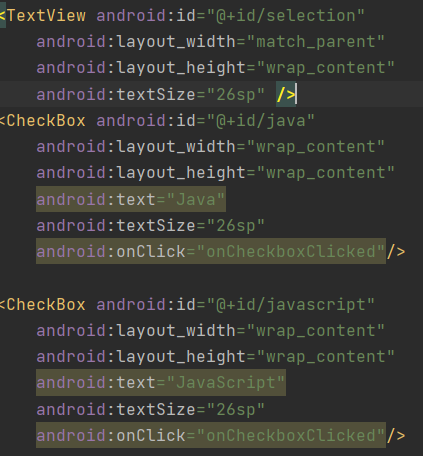 <TextView android:id="@+id/selection"
android:layout_width="match_parent"
android:layout_height="wrap_content"
android:textSize="26sp" />
<CheckBox android:id="@+id/java"
android:layout_width="wrap_content"
android:layout_height="wrap_content"
android:text="Java"
android:textSize="26sp"
android:onClick="onCheckboxClicked"/>
<CheckBox android:id="@+id/javascript"
android:layout_width="wrap_content"
android:layout_height="wrap_content"
android:text="JavaScript"
android:textSize="26sp"
android:onClick="onCheckboxClicked"/>